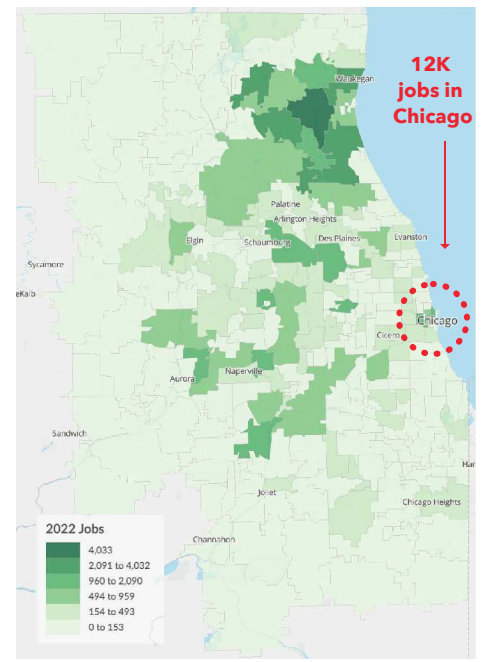 Waukegan
12K
jobs in
Chicago
Palatine
Arlington Heights
Elgin
Schaumburg
Des Plaines
Evanston
Sycamore
eKalb
Chicago
Cicero
Naperville
Aurora
Sandwich
Har
Joliet
Chicago Heights
2022 Jobs
4,033
2,091 to 4,032
960 to 2,090
494 to 959
154 to 493
0 to 153
Channahon